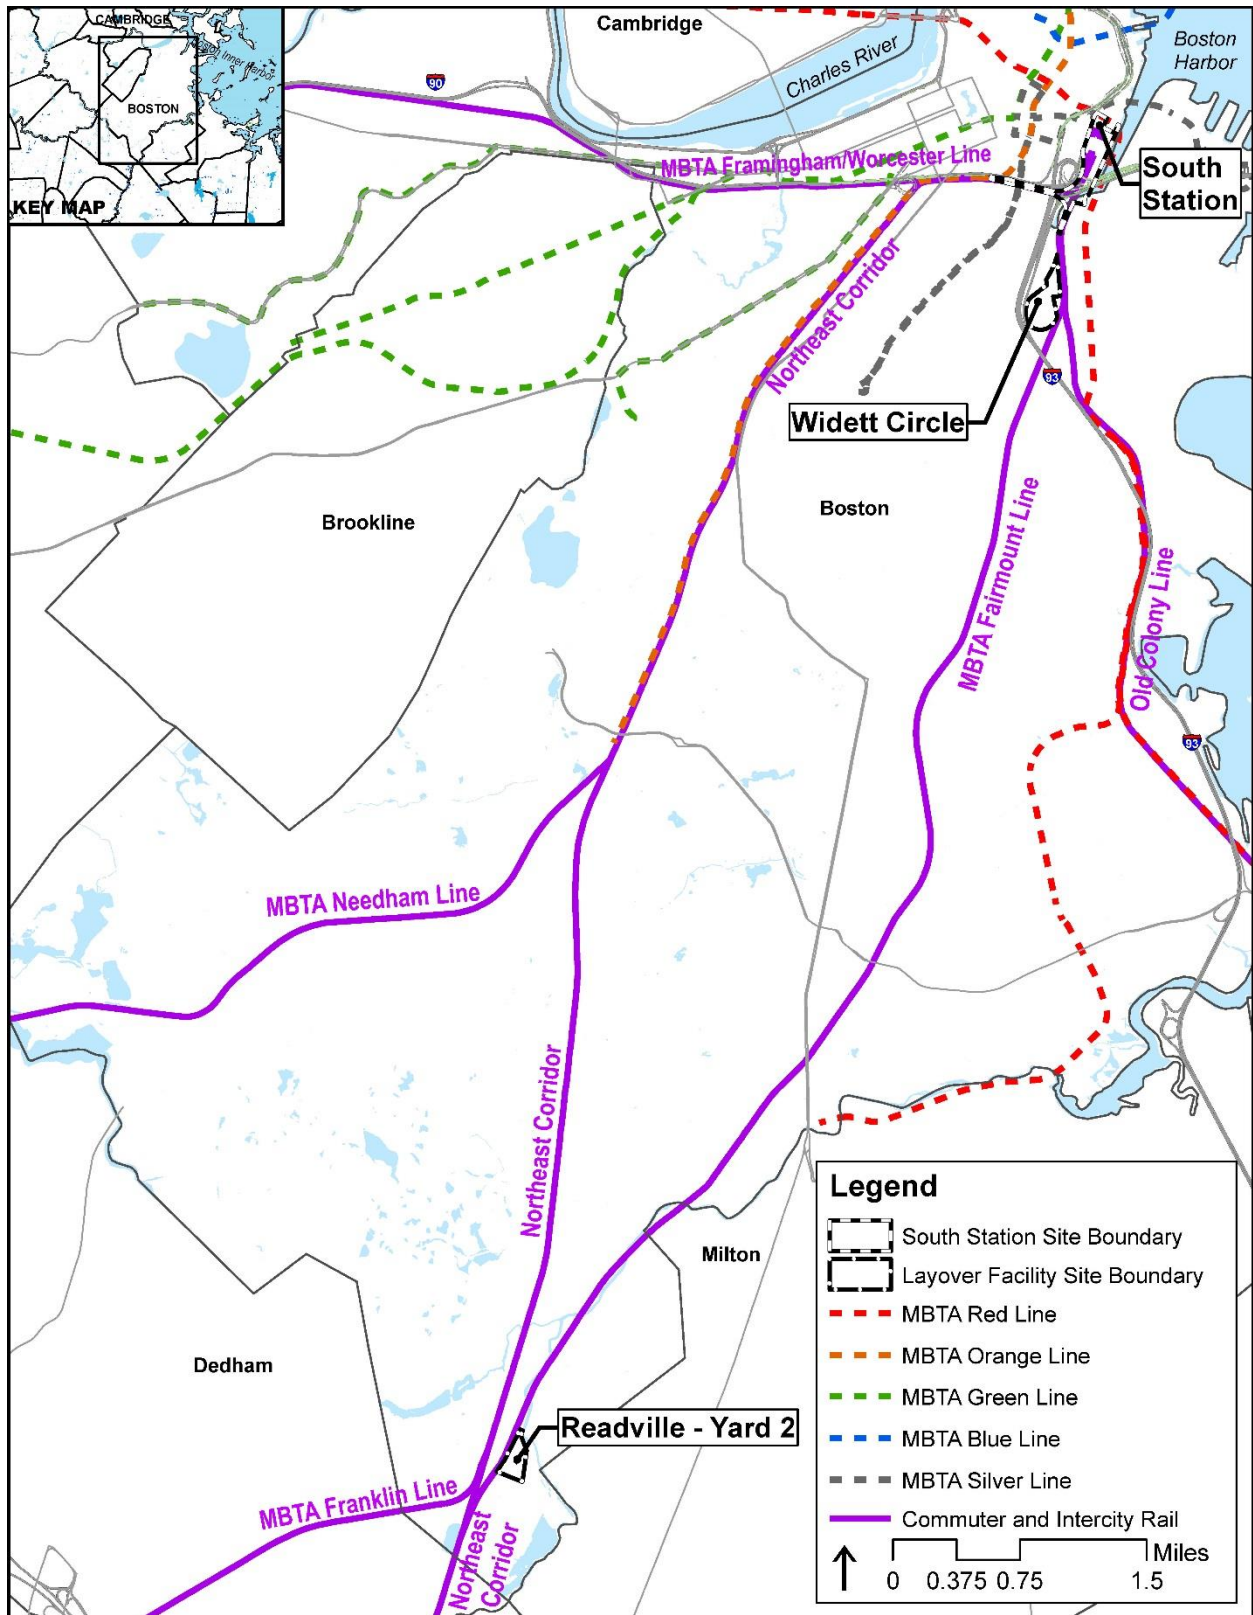 CAMBRIDGE
Boston Inner Harbor
BOSTON
KEY MAP
Cambridge
Charles River
Boston
Harbor
90
MBTA Framingham/Worcester Line
South
Station
Northeast Corridor
93
Widett Circle
Brookline
Boston
MBTA Fairmount Line
Old Colony Line
93
MBTA Needham Line
Northeast Corridor
Milton
Dedham
Readville - Yard 2
MBTA Franklin Line
Northeast
Corridor
Legend
South Station Site Boundary
Layover Facility Site Boundary
MBTA Red Line
MBTA Orange Line
MBTA Green Line
MBTA Blue Line
MBTA Silver Line
Commuter and Intercity Rail
Miles
0 0.375 0.75 1.5